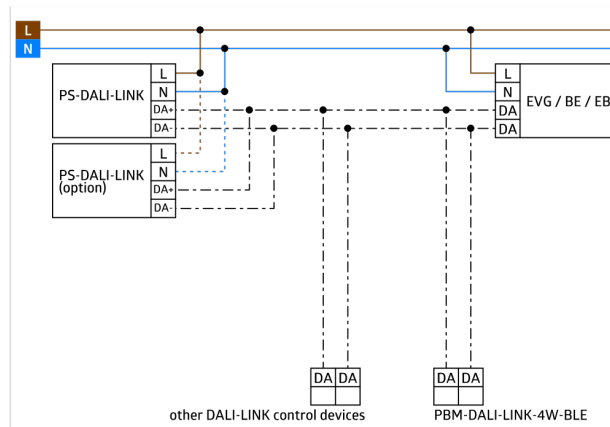 L
N
PS-DALI-LINK
L
N
DA+
DA-
L
N
DA
DA
EVG / BE / EB
PS-DALI-LINK
(option)
L
N
DA+
DA-
DA DA
DA DA
other DALI-LINK control devices
PBM-DALI-LINK-4W-BLE